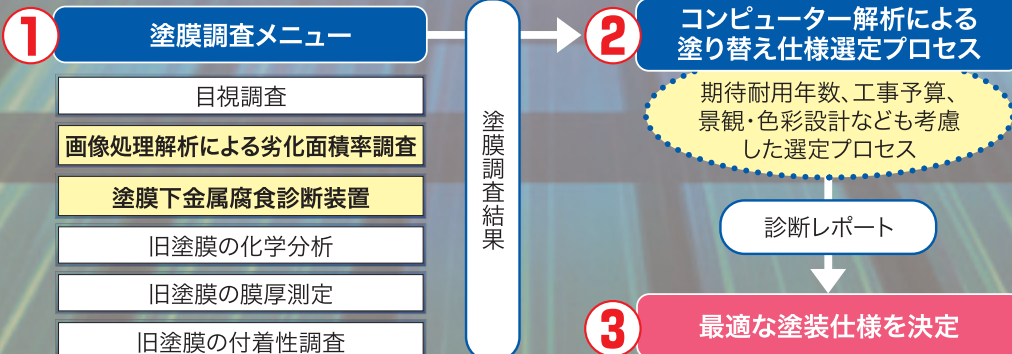 1
塗膜調査メニュー
目視調査
画像処理解析による劣化面積率調査
塗膜下金属腐食診断装置
旧塗膜の化学分析
旧塗膜の膜厚測定
旧塗膜の付着性調査
塗膜調査結果
2
コンピューター解析による
塗り替え仕様選定プロセス
期待耐用年数、工事予算、
景観・色彩設計なども考慮
した選定プロセス
診断レポート
3
最適な塗装仕様を決定